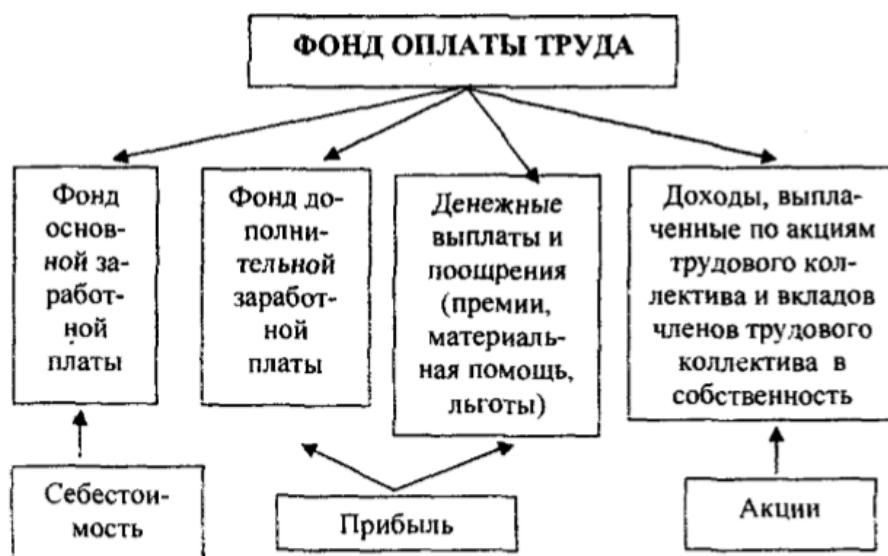 ФОНД ОПЛАТЫ ТРУДА
Фонд
основ-
ной за-
работ-
ной
платы
Фонд до-
полни-
тельной
заработ-
ной
платы
Денежные
выплаты и
поощрения
(премии,
материаль-
ная помощь,
льготы)
Доходы, выпла-
ченные по акциям
трудового кол-
лектива и вкладов
членов трудового
коллектива в
собственность
Себестои-
мость
Прибыль
Акции